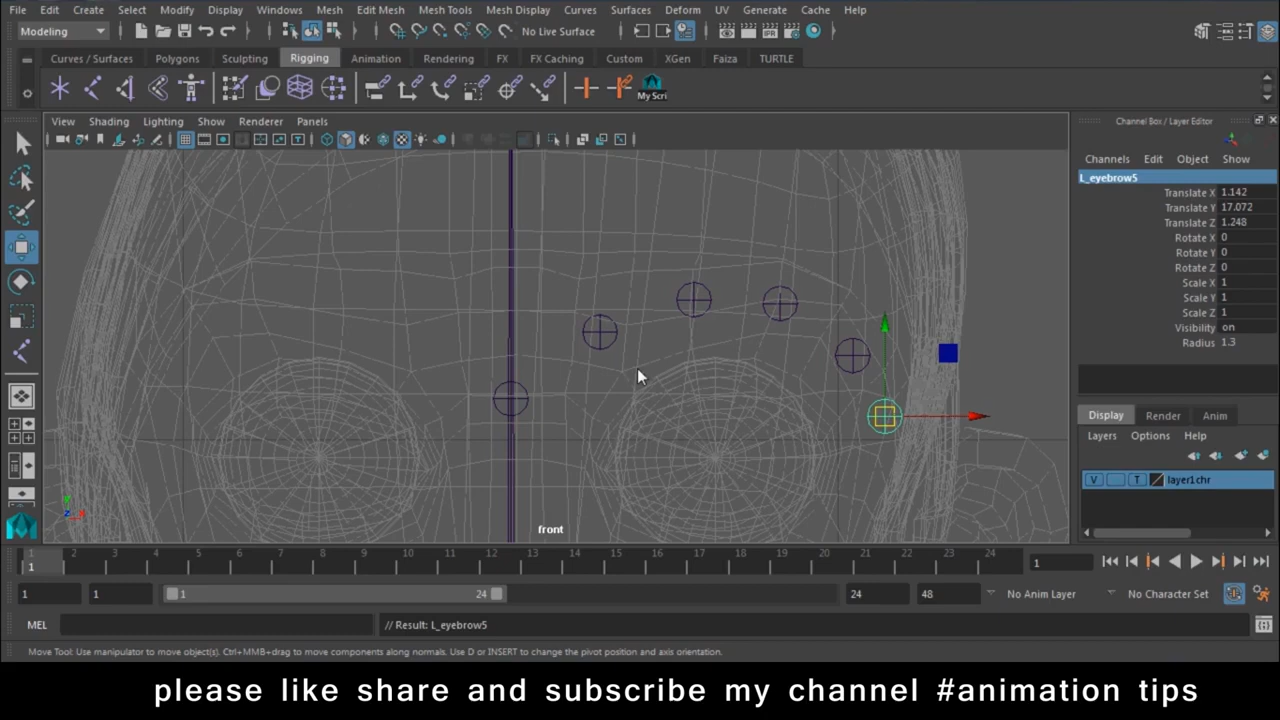 File Edit Create Select Modify Display Windows Mesh Edit Mesh Mesh Tools Mesh Display Curves Surfaces Deform UV Generate Cache Help
Modeling No Live Surface
Curves / Surfaces Polygons Sculpting Rigging Animation Rendering FX FX Caching Custom XGen Faiza TURTLE
My Scri
View Shading Lighting Show Renderer Panels
Channel Box / Layer Editor
Channels Edit Object Show
L_eyebrow5
Translate X 1.142
Translate Y 17.072
Translate Z 1.248
Rotate X 0
Rotate Y 0
Rotate Z 0
Scale X 1
Scale Y 1
Scale Z 1
Visibility on
Radius 1.3
Display Render Anim
Layers Options Help
V T layer1chr
front
1 2 3 4 5 6 7 8 9 10 11 12 13 14 15 16 17 18 19 20 21 22 23 24
1 1
1 1 1 24 24 48 No Anim Layer No Character Set
MEL // Result: L_eyebrow5
Move Tool: Use manipulator to move object(s). Ctrl+MMB+drag to move components along normals. Use D or INSERT to change the pivot position and axis orientation.
please like share and subscribe my channel #animation tips